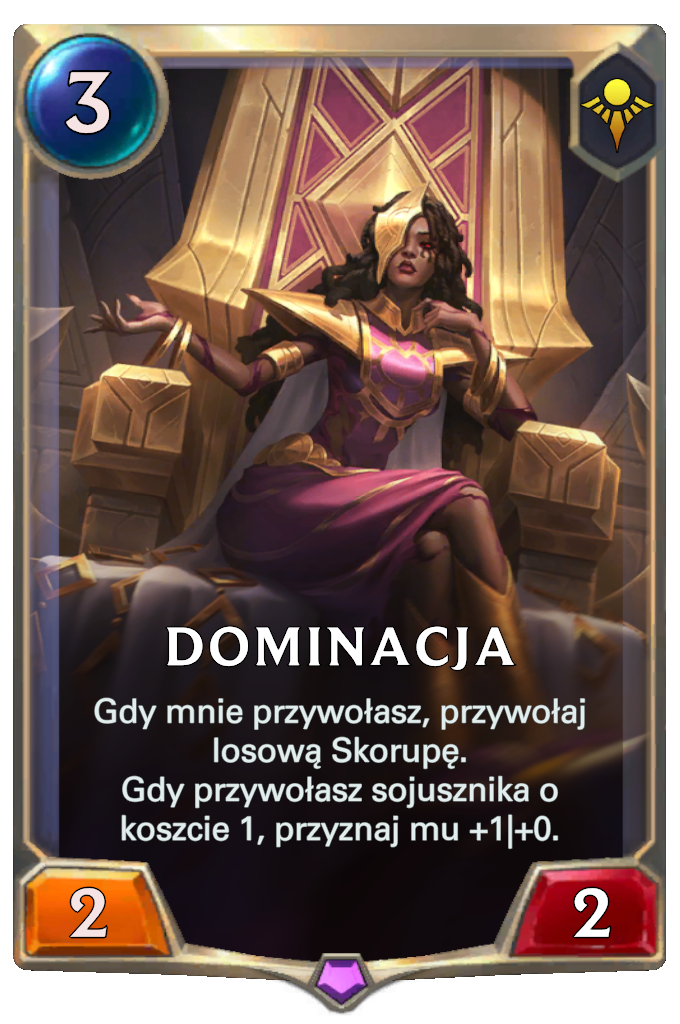 3
DOMINACJA
Gdy mnie przywołasz, przywołaj
losową Skorupę.
Gdy przywołasz sojusznika o
koszcie 1, przyznaj mu +1|+0.
2
2